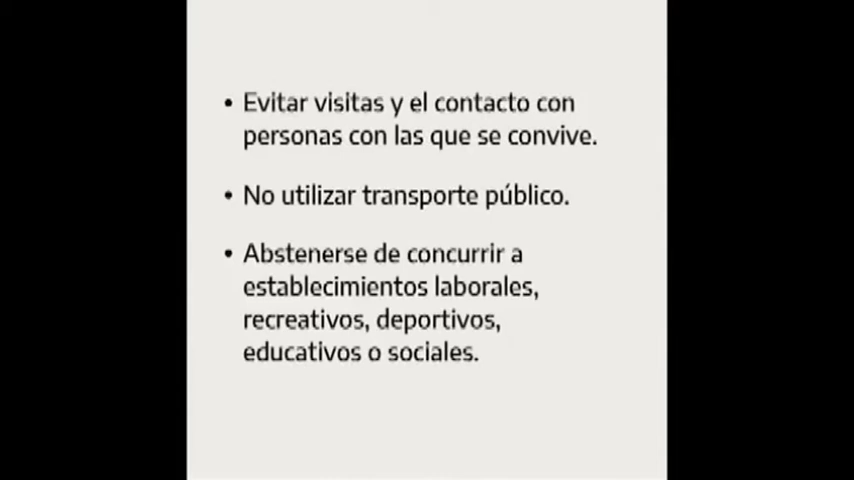 • Evitar visitas y el contacto con
personas con las que se convive.
• No utilizar transporte público.
• Abstenerse de concurrir a
establecimientos laborales,
recreativos, deportivos,
educativos o sociales.